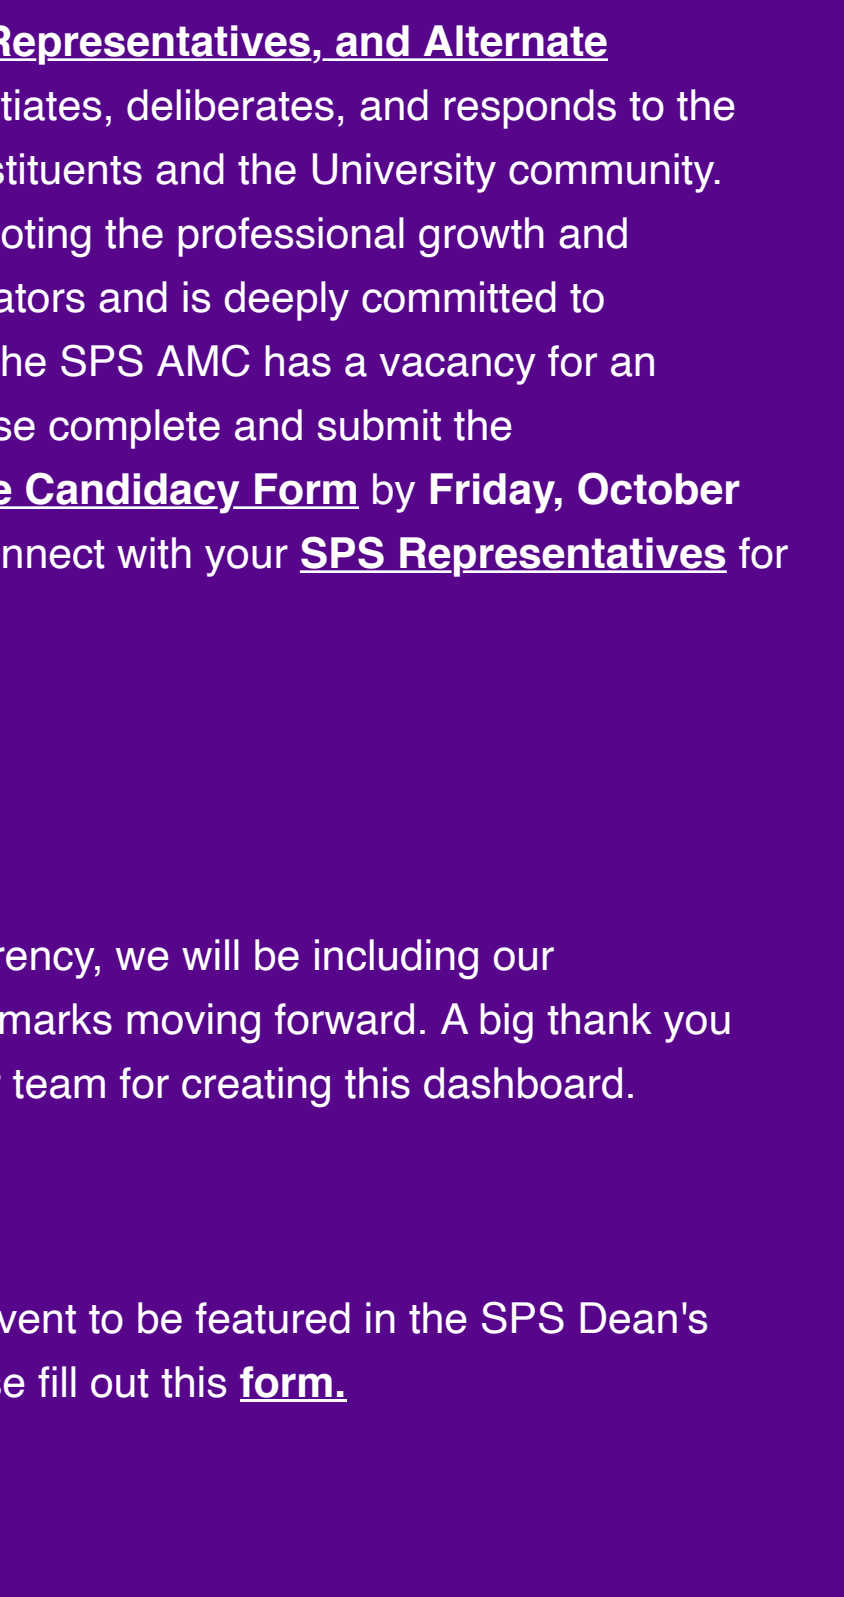 Representatives, and Alternate
tiates, deliberates, and responds to the
stituents and the University community.
oting the professional growth and
ators and is deeply committed to
he SPS AMC has a vacancy for an
se complete and submit the
e Candidacy Form by Friday, October
nnect with your SPS Representatives for
rency, we will be including our
marks moving forward. A big thank you
team for creating this dashboard.
vent to be featured in the SPS Dean's
se fill out this form.